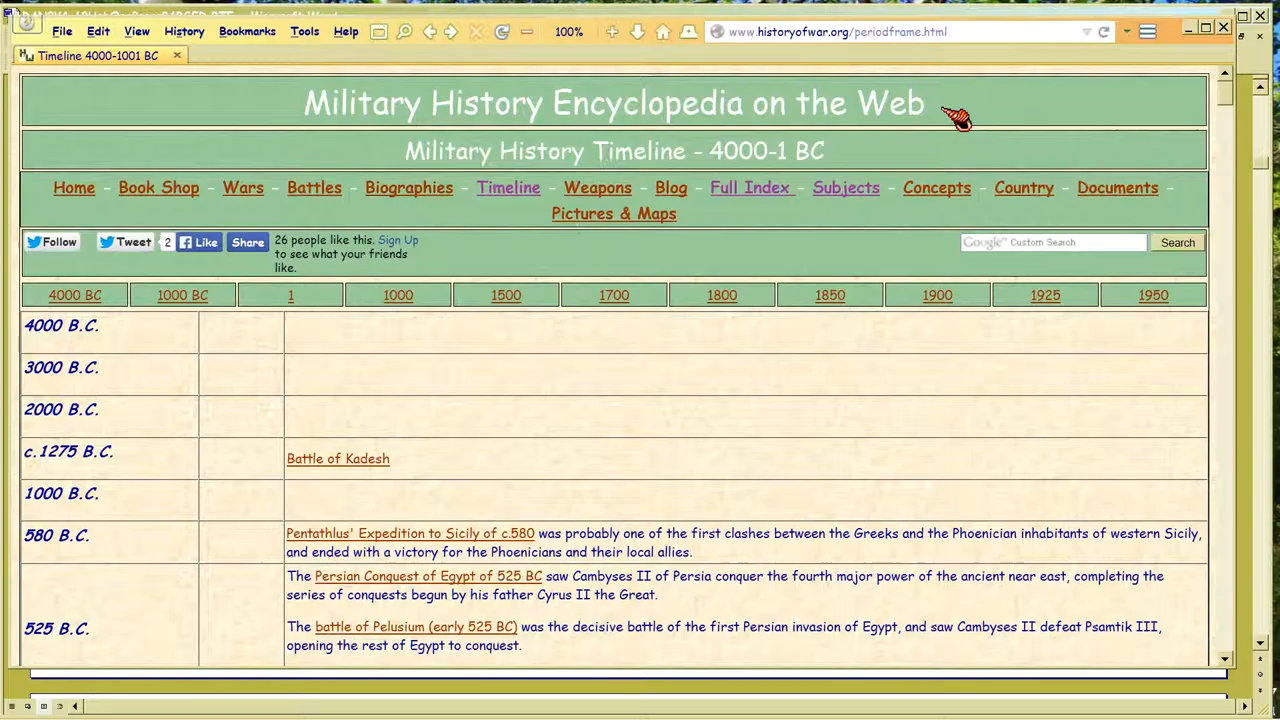 File Edit View History Bookmarks Tools Help 100% www.historyofwar.org/periodframe.html
Timeline 4000-1001 BC
Military History Encyclopedia on the Web
Military History Timeline - 4000-1 BC
Home - Book Shop - Wars - Battles - Biographies - Timeline - Weapons - Blog - Full Index - Subjects - Concepts - Country - Documents -
Pictures & Maps
Follow Tweet 2 Like Share 26 people like this. Sign Up
to see what your friends
like.
Google Custom Search Search
4000 BC 1000 BC 1 1000 1500 1700 1800 1850 1900 1925 1950
4000 B.C.
3000 B.C.
2000 B.C.
c.1275 B.C. Battle of Kadesh
1000 B.C.
580 B.C. Pentathlus' Expedition to Sicily of c.580 was probably one of the first clashes between the Greeks and the Phoenician inhabitants of western Sicily,
and ended with a victory for the Phoenicians and their local allies.
The Persian Conquest of Egypt of 525 BC saw Cambyses II of Persia conquer the fourth major power of the ancient near east, completing the
series of conquests begun by his father Cyrus II the Great.
525 B.C. The battle of Pelusium (early 525 BC) was the decisive battle of the first Persian invasion of Egypt, and saw Cambyses II defeat Psamtik III,
opening the rest of Egypt to conquest.